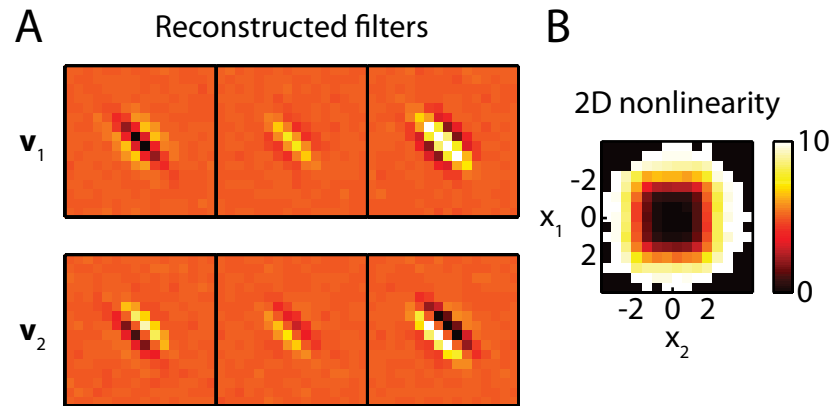 A
Reconstructed filters
B
v1
v2
2D nonlinearity
10
0
-2
0
2
x1
-2 0 2
x2